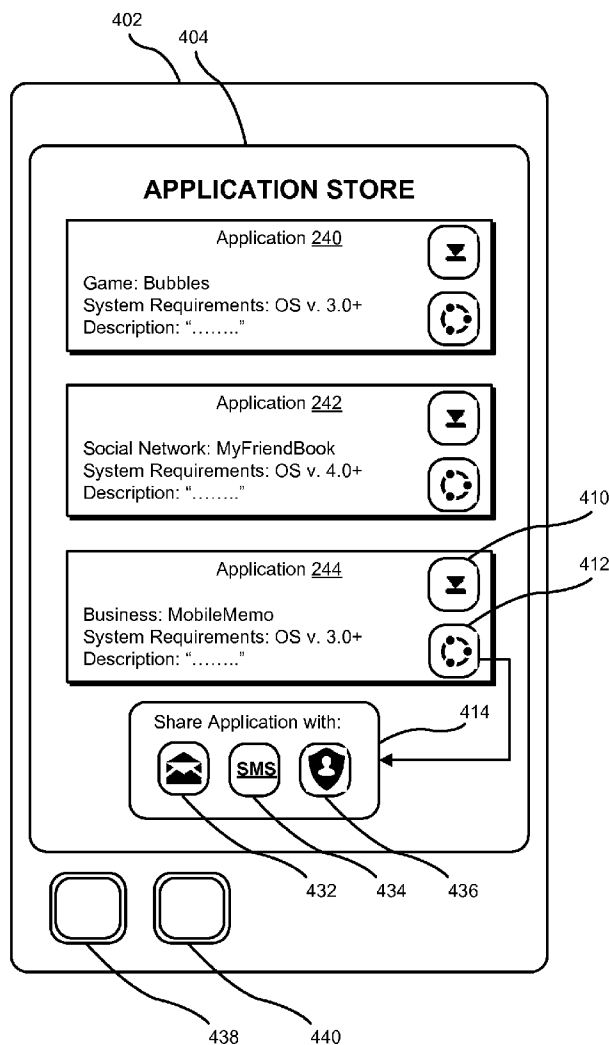 402
404
APPLICATION STORE
Application 240
Game: Bubbles
System Requirements: OS v. 3.0+
Description: “……..”
Application 242
Social Network: MyFriendBook
System Requirements: OS v. 4.0+
Description: “……..”
410
412
Application 244
Business: MobileMemo
System Requirements: OS v. 3.0+
Description: “……..”
414
Share Application with:
SMS
432
434
436
438
440